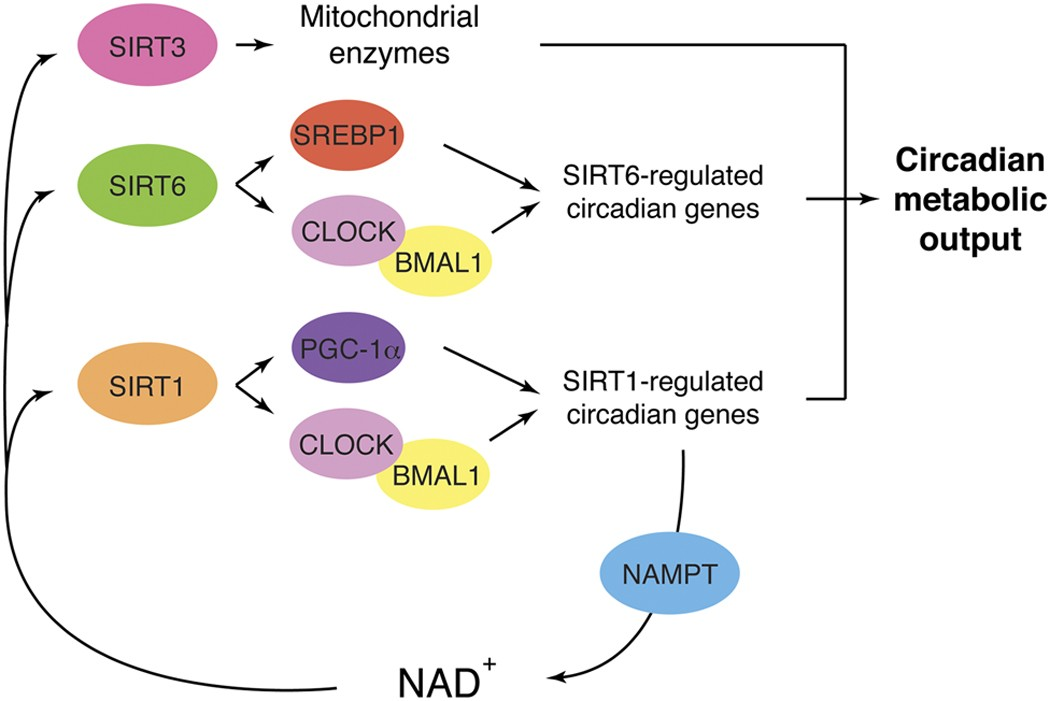 SIRT3
Mitochondrial
enzymes
SREBP1
SIRT6
CLOCK
BMAL1
SIRT6-regulated
circadian genes
Circadian
metabolic
output
PGC-1α
SIRT1
CLOCK
BMAL1
SIRT1-regulated
circadian genes
NAMPT
NAD+